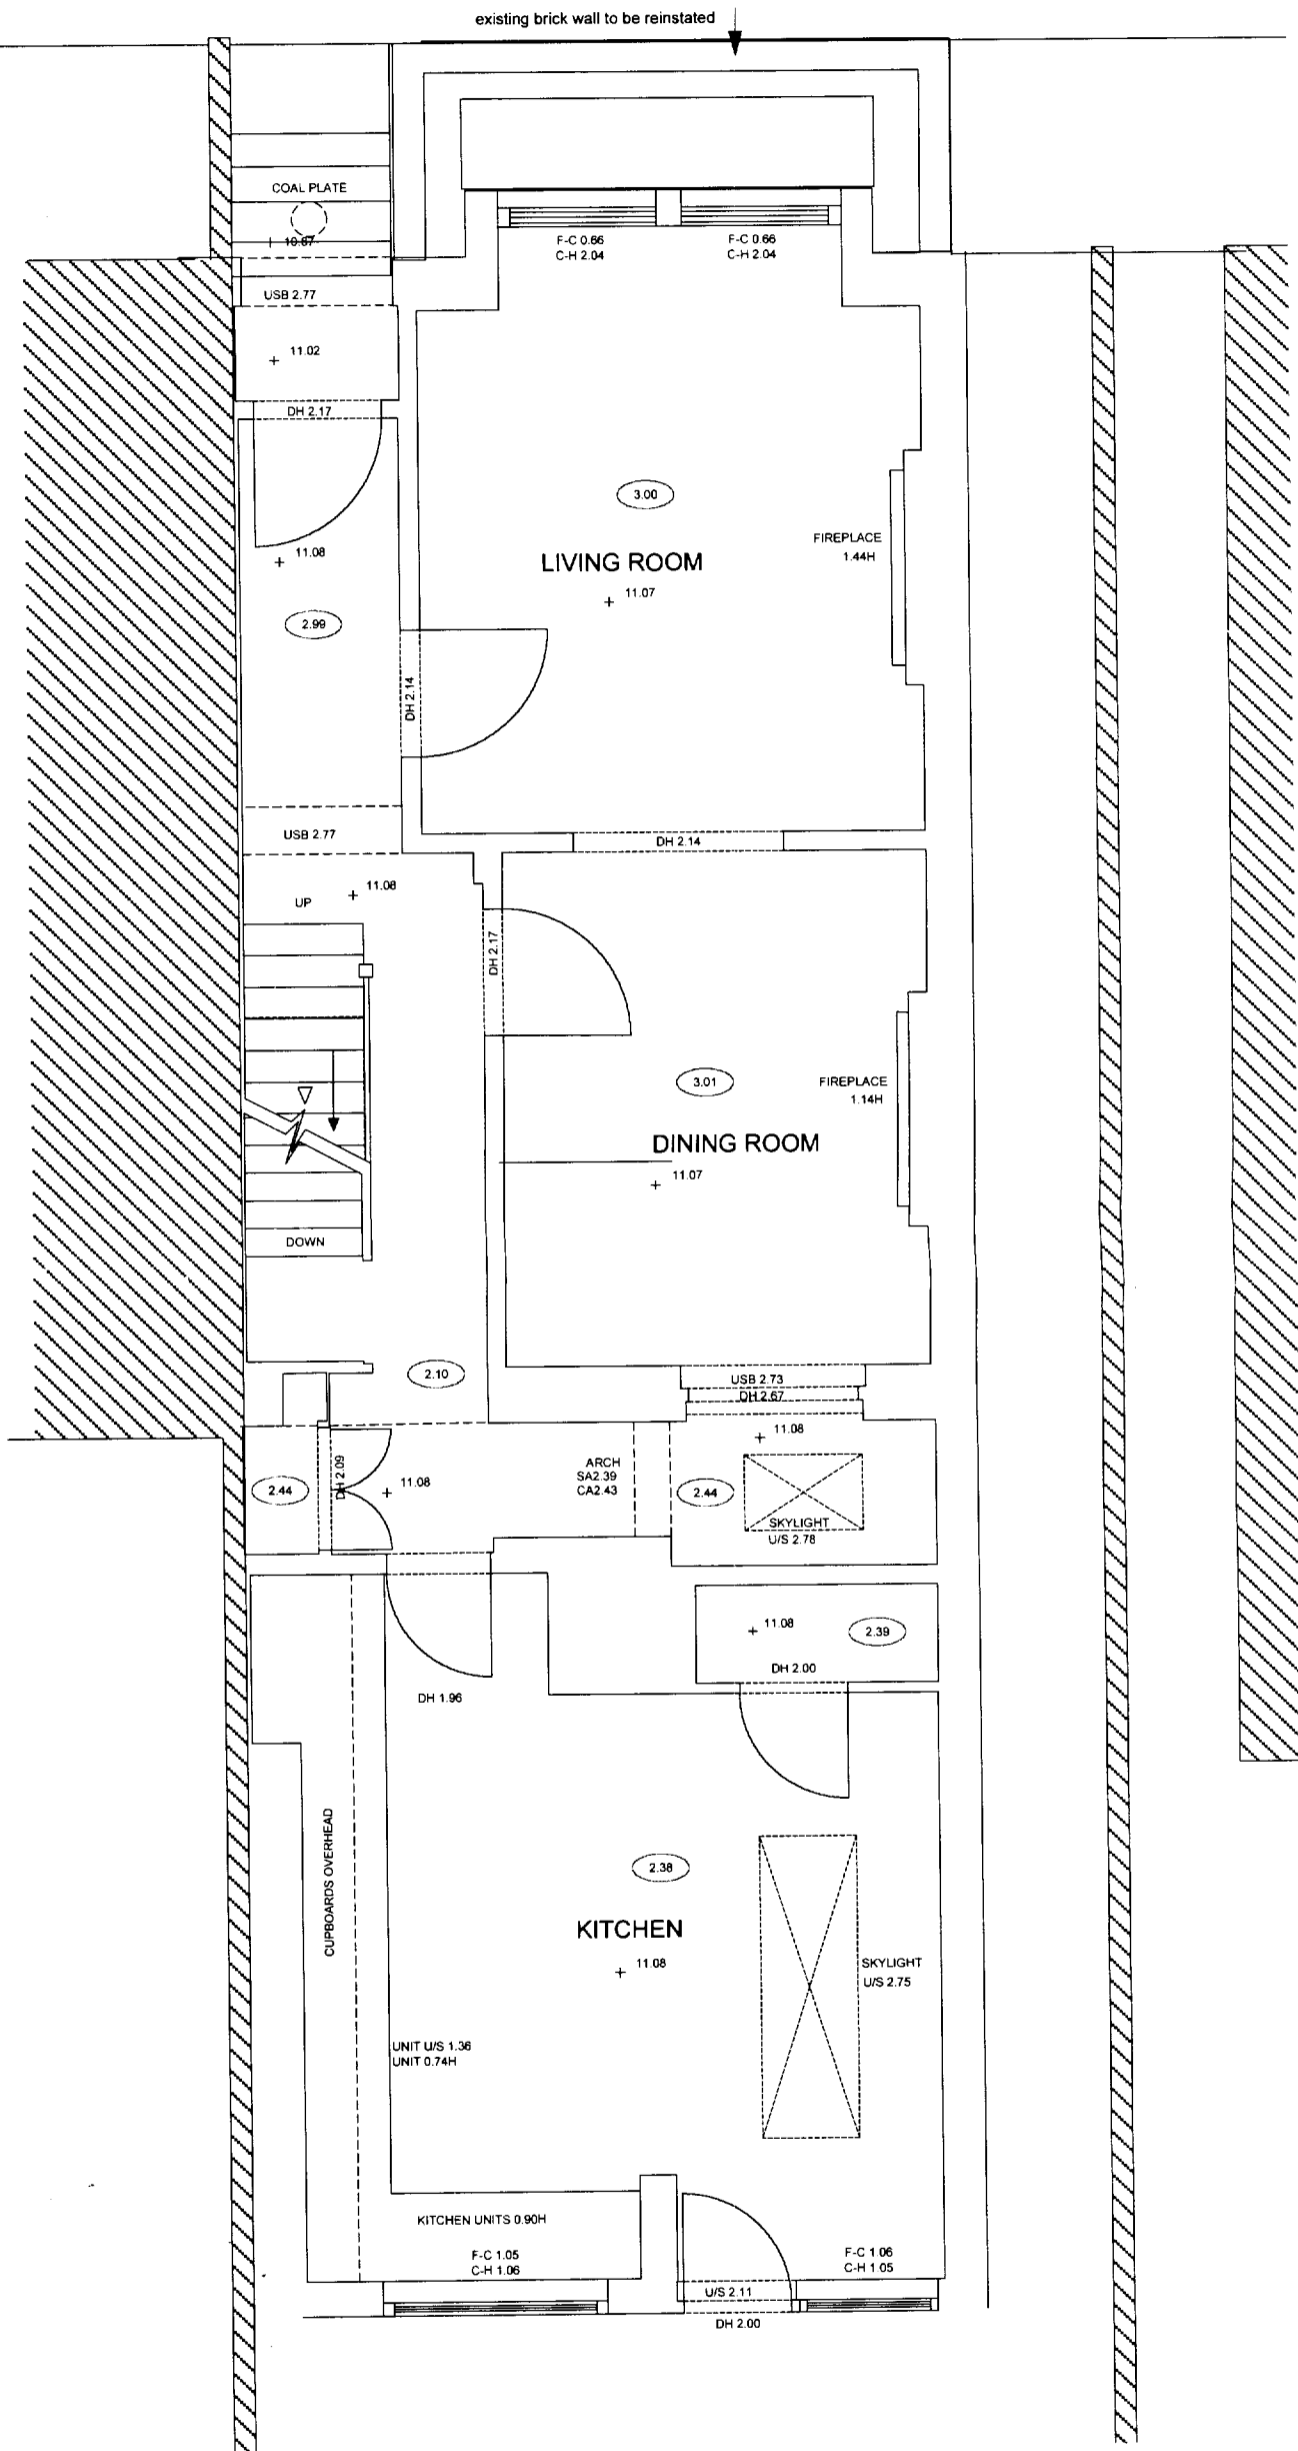 existing brick wall to be reinstated
COAL PLATE
10.87
F-C 0.66
C-H 2.04
F-C 0.66
C-H 2.04
USB 2.77
11.02
DH 2.17
3.00
FIREPLACE
1.44H
LIVING ROOM
11.08
11.07
2.99
DH 2.14
USB 2.77
DH 2.14
11.08
UP
DH 2.17
3.01
FIREPLACE
1.14H
DINING ROOM
11.07
DOWN
2.10
USB 2.73
DH 2.67
11.08
ARCH
SA2.39
CA2.43
DH 2.09
2.44
11.08
2.44
SKYLIGHT
U/S 2.78
11.08
2.39
DH 2.00
DH 1.96
CUPBOARDS OVERHEAD
2.38
KITCHEN
11.08
SKYLIGHT
U/S 2.75
UNIT U/S 1.36
UNIT 0.74H
KITCHEN UNITS 0.90H
F-C 1.05
C-H 1.06
F-C 1.06
C-H 1.05
U/S 2.11
DH 2.00